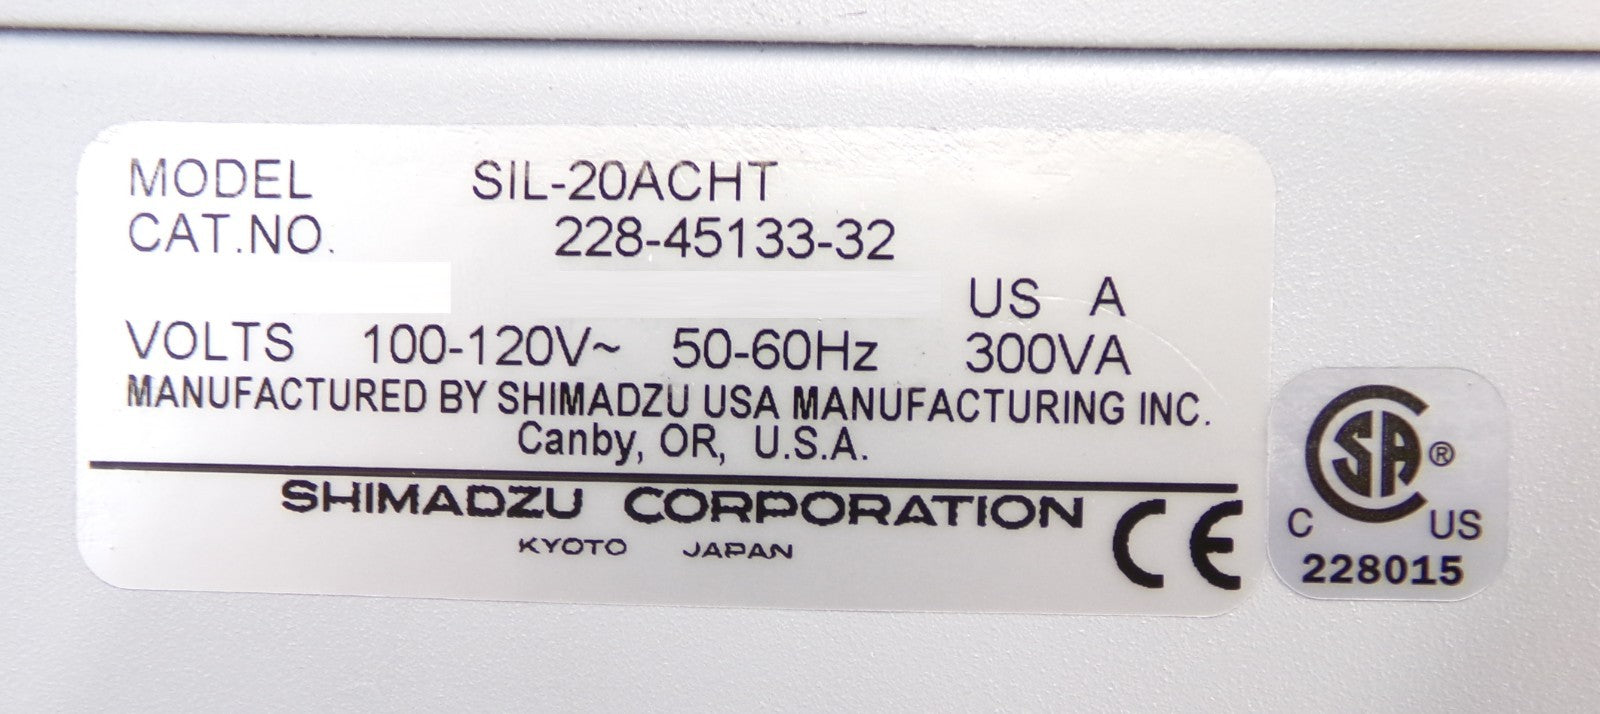 MODEL SIL-20ACHT
CAT.NO. 228-45133-32
US A
VOLTS 100-120V~ 50-60Hz 300VA
MANUFACTURED BY SHIMADZU USA MANUFACTURING INC.
Canby, OR, U.S.A.
SHIMADZU CORPORATION
KYOTO JAPAN
CE
SA ®
C US
228015